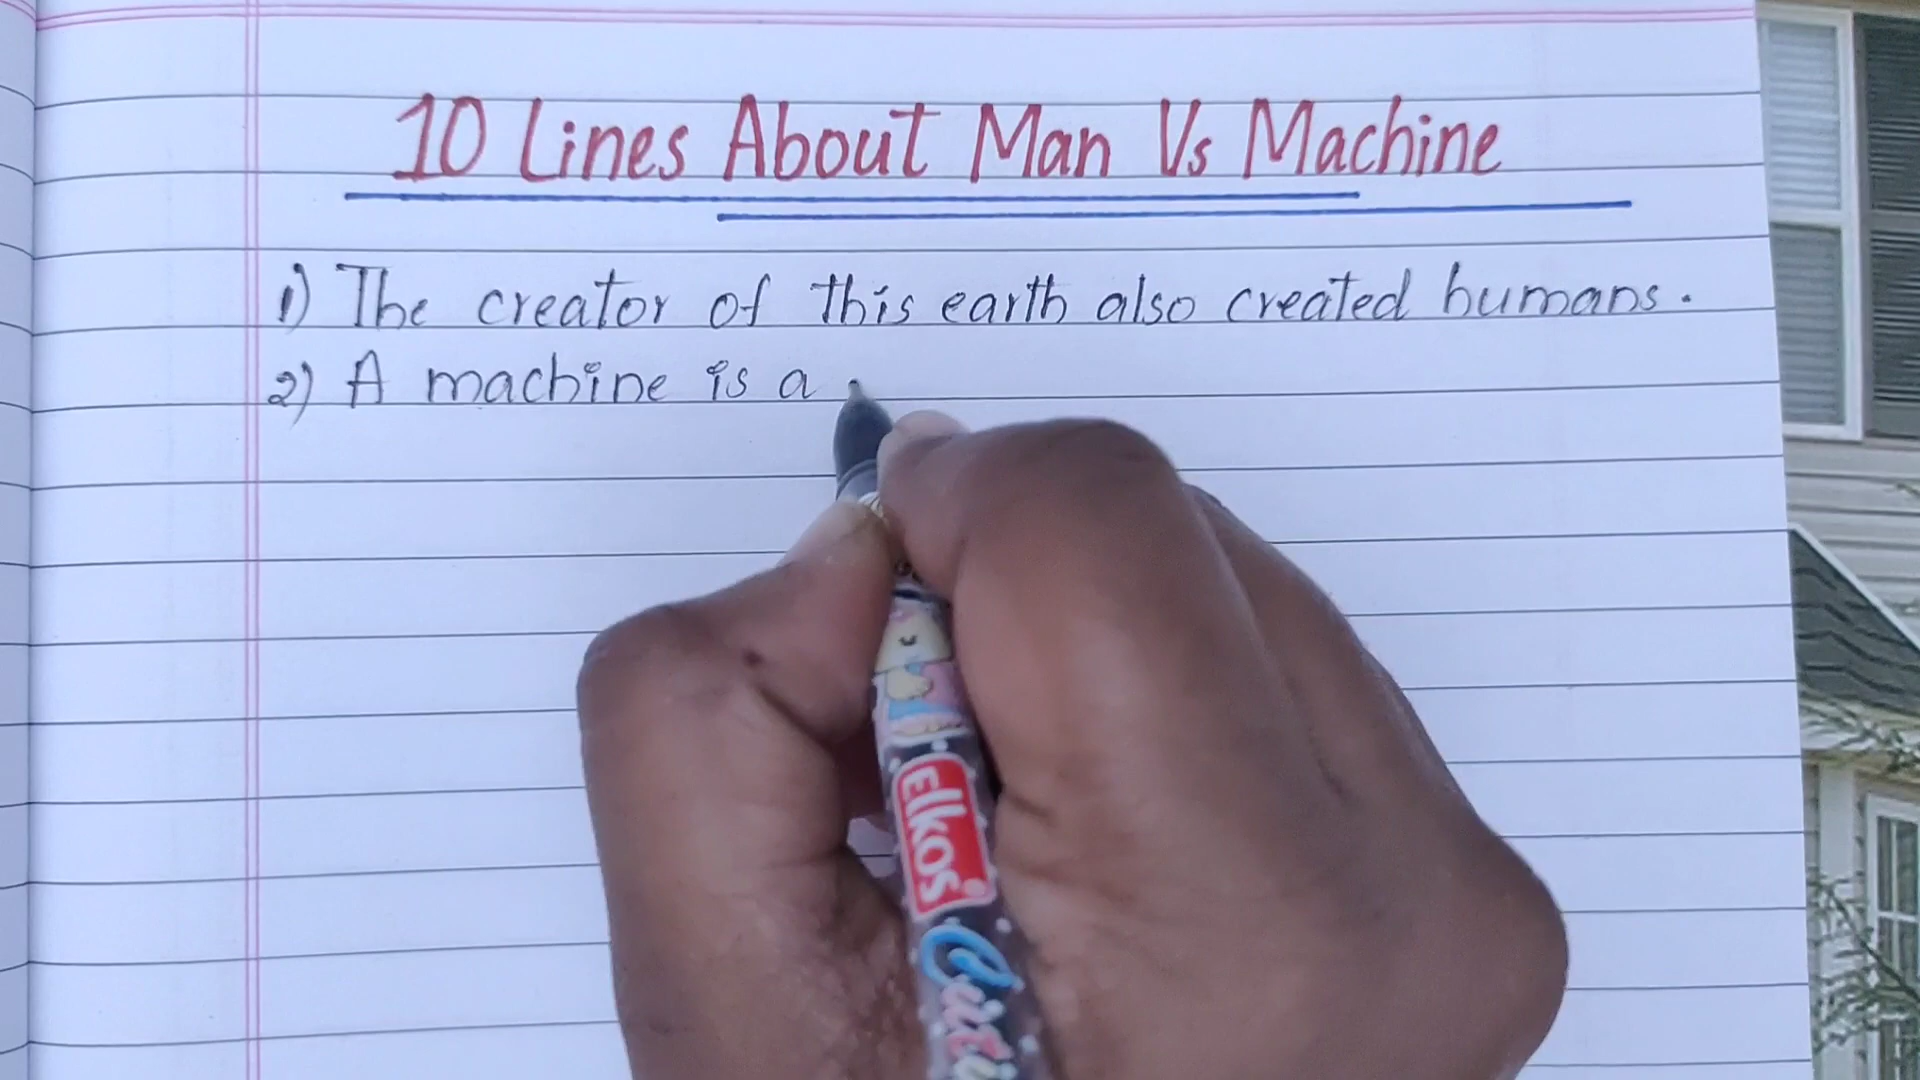 10 Lines About Man Vs Machine
1) The creator of this earth also created humans.
2) A machine is a
Elkos